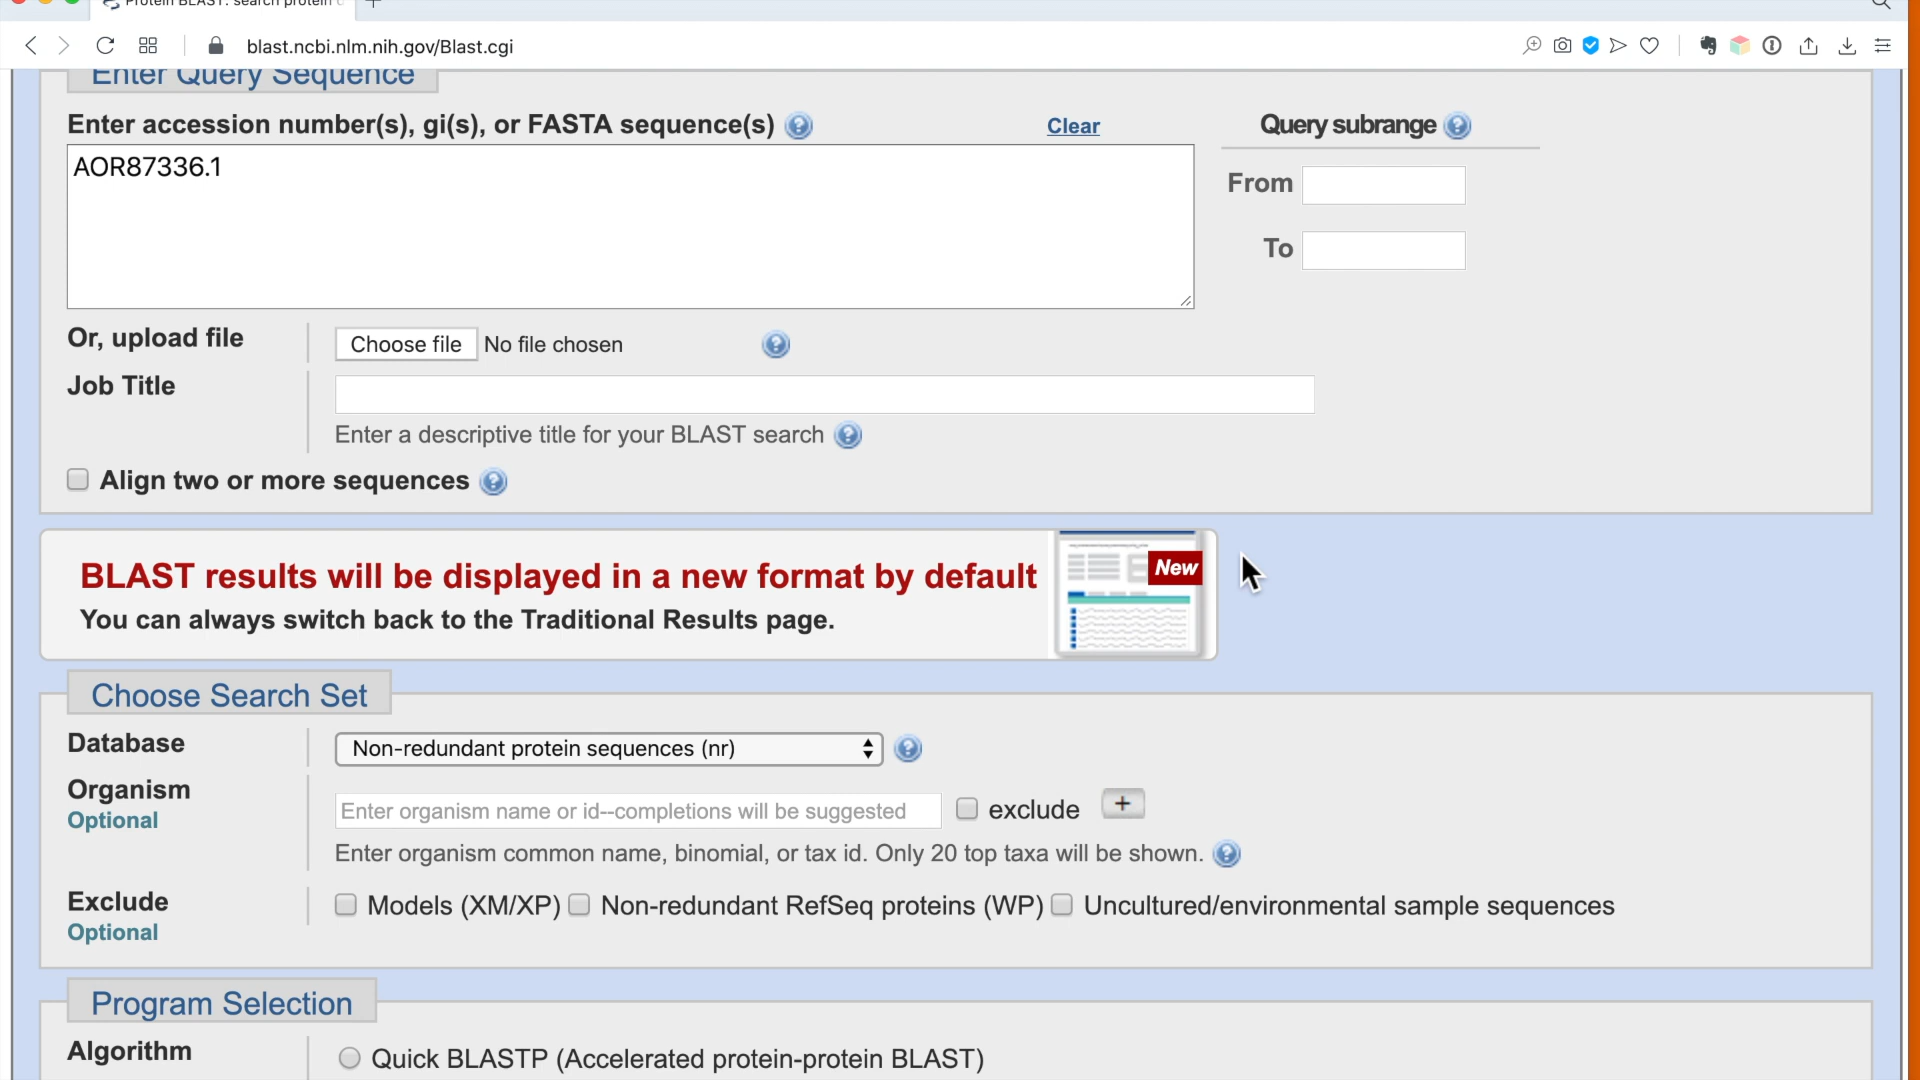 Protein BLAST: search protein
blast.ncbi.nlm.nih.gov/Blast.cgi
Enter Query Sequence
Enter accession number(s), gi(s), or FASTA sequence(s)
Clear
Query subrange
AOR87336.1
From
To
Or, upload file
Choose file No file chosen
Job Title
Enter a descriptive title for your BLAST search
Align two or more sequences
BLAST results will be displayed in a new format by default
New
You can always switch back to the Traditional Results page.
Choose Search Set
Database
Non-redundant protein sequences (nr)
Organism
Optional
Enter organism name or id--completions will be suggested
exclude
+
Enter organism common name, binomial, or tax id. Only 20 top taxa will be shown.
Exclude
Optional
Models (XM/XP) Non-redundant RefSeq proteins (WP) Uncultured/environmental sample sequences
Program Selection
Algorithm
Quick BLASTP (Accelerated protein-protein BLAST)